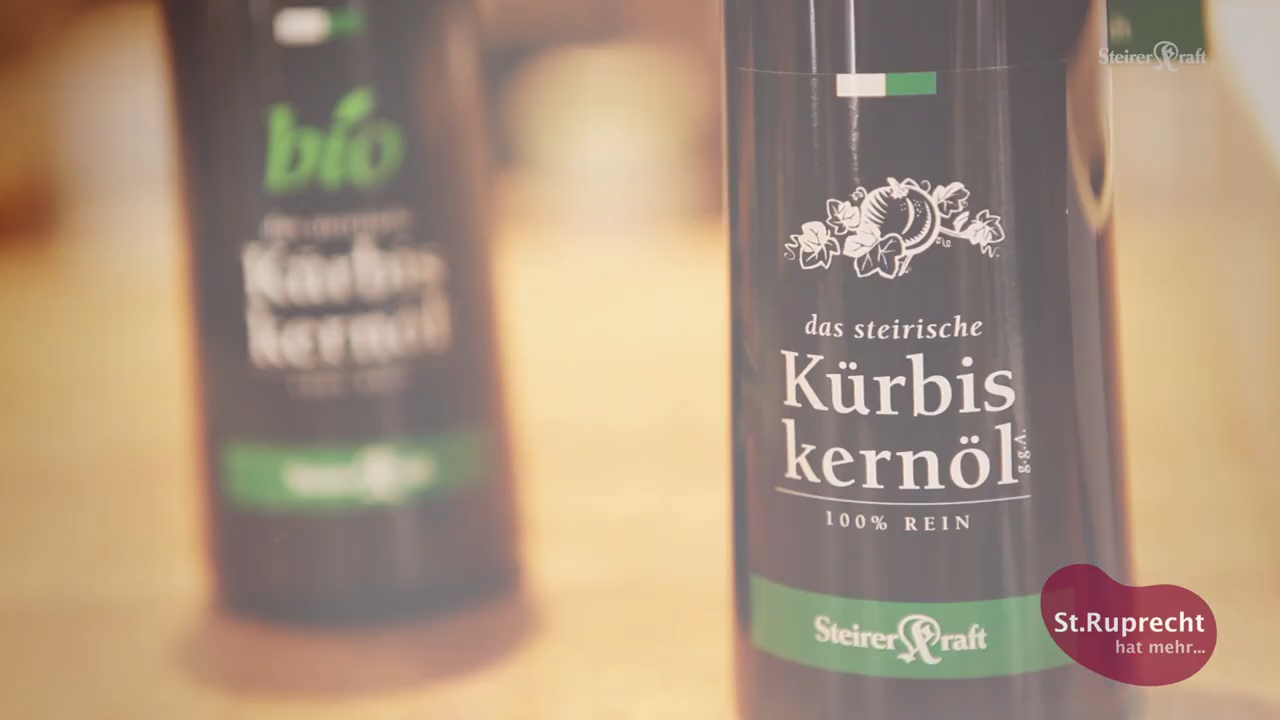 SteirerKraft
bio
Kürbis
kernöl
das steirische
Kürbis
kernöl
g.g.A.
100% REIN
SteirerKraft
St.Ruprecht
hat mehr...